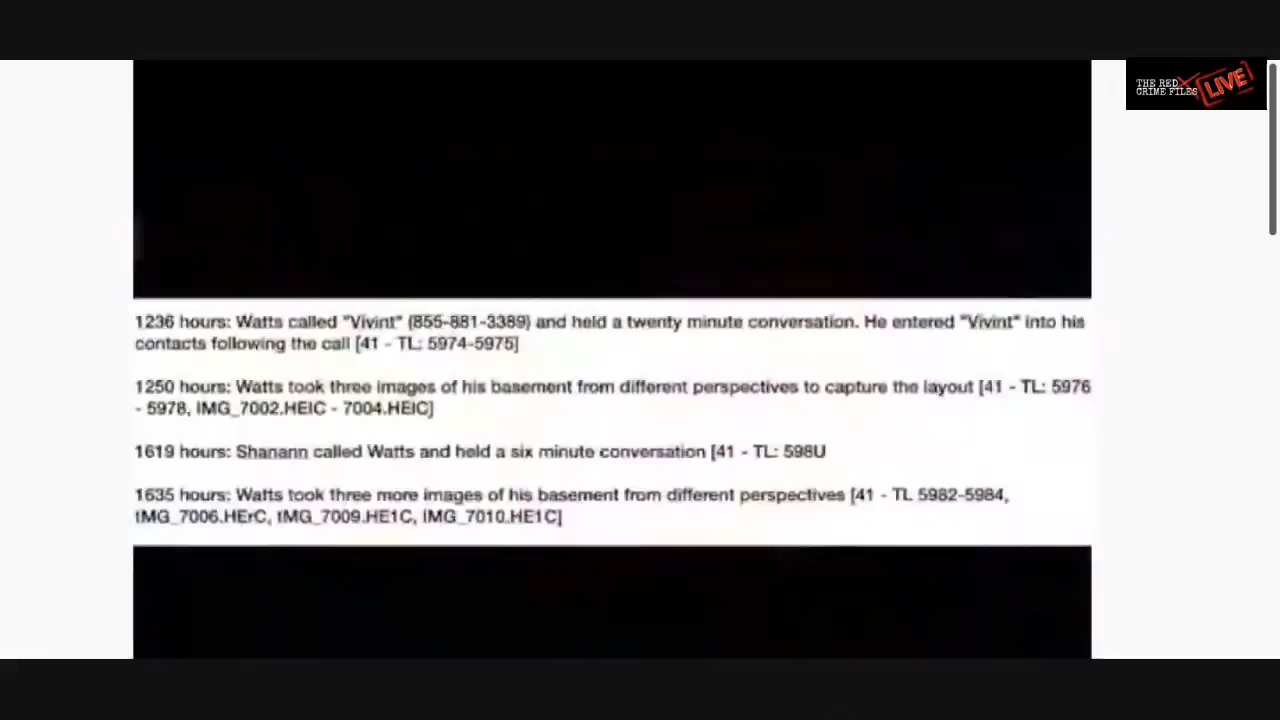 THE RED
CRIME FILES
LIVE
1236 hours: Watts called "Vivint" (855-881-3389) and held a twenty minute conversation. He entered "Vivint" into his
contacts following the call [41 - TL: 5974-5975]
1250 hours: Watts took three images of his basement from different perspectives to capture the layout [41 - TL: 5976
- 5978, IMG_7002.HEIC - 7004.HEIC]
1619 hours: Shanann called Watts and held a six minute conversation [41 - TL: 598U
1635 hours: Watts took three more images of his basement from different perspectives [41 - TL 5982-5984,
tMG_7006.HErC, tMG_7009.HE1C, IMG_7010.HE1C]